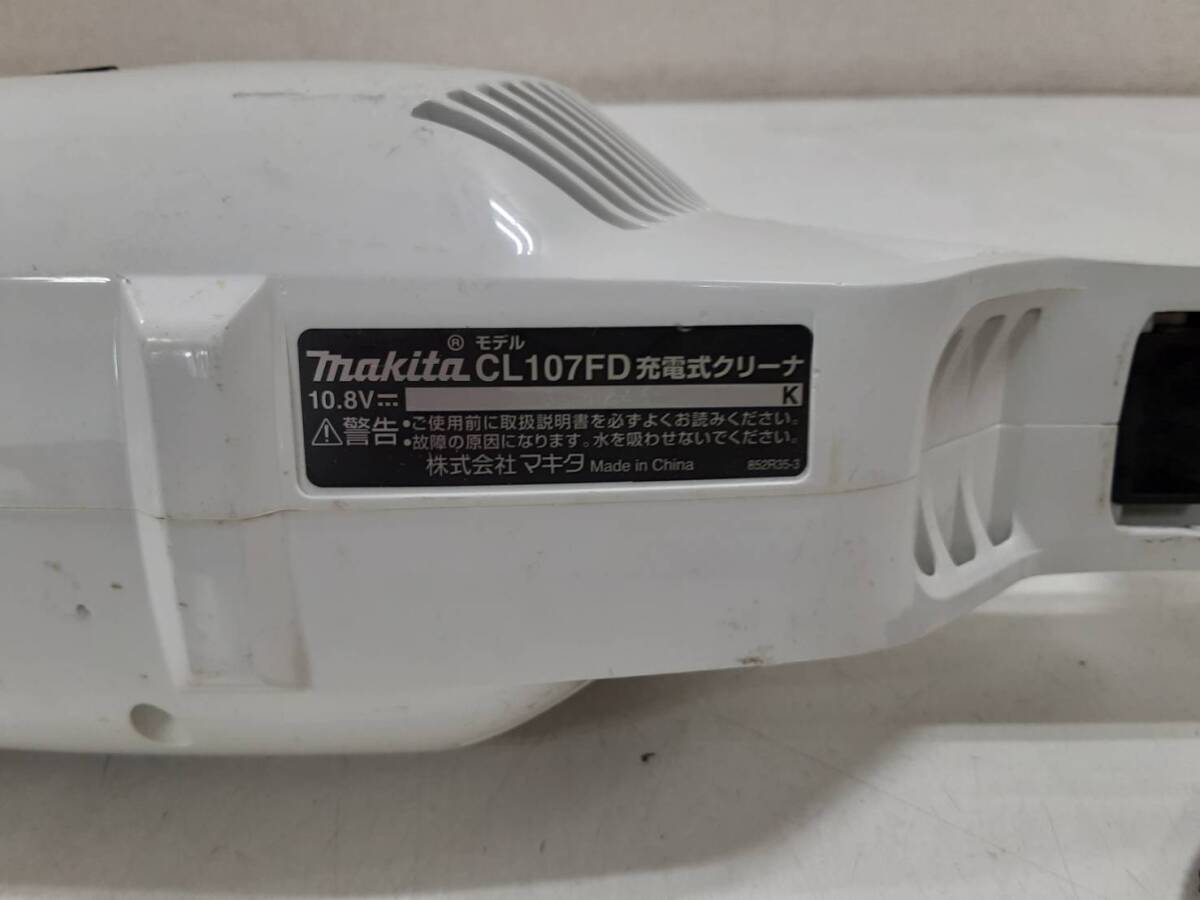 makita® モデル CL107FD 充電式クリーナ
10.8V⎓ K
⚠警告 •ご使用前に取扱説明書を必ずよくお読みください。
•故障の原因になります。水を吸わせないでください。
株式会社 マキタ Made in China 852R35-3